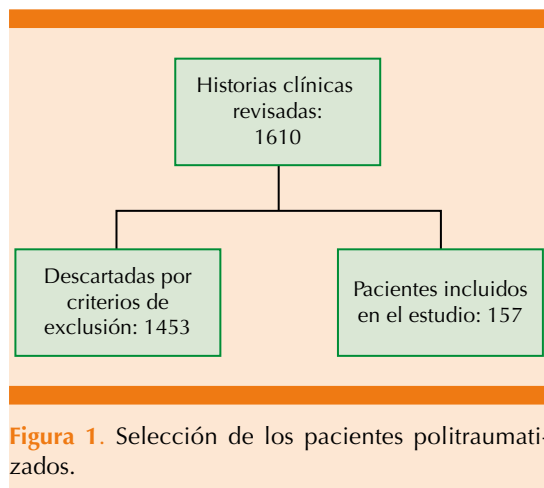 Historias clínicas
revisadas:
1610
Descartadas por
criterios de
exclusión: 1453
Pacientes incluidos
en el estudio: 157
Figura 1. Selección de los pacientes politraumati-
zados.